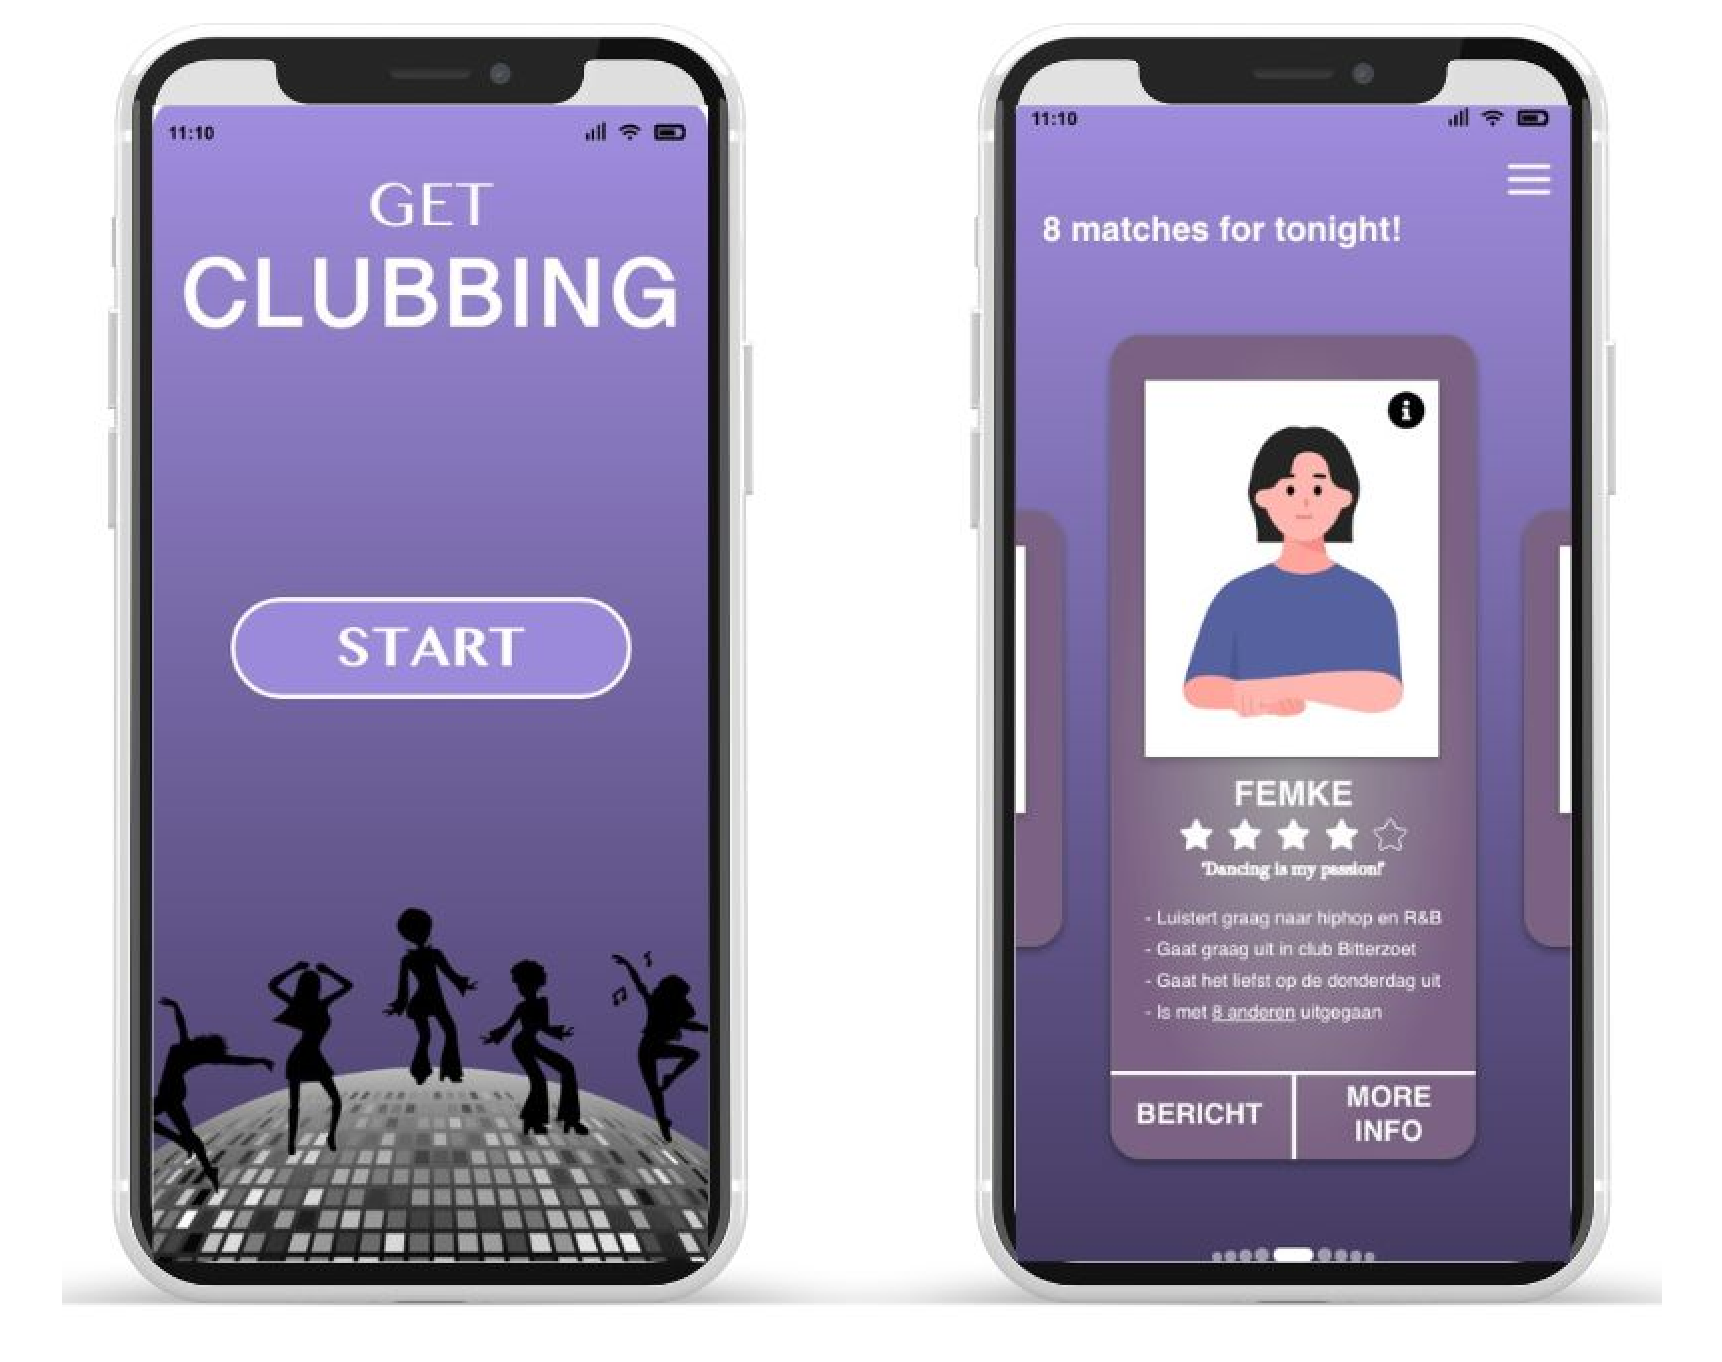 11:10
GET
CLUBBING
START
11:10
8 matches for tonight!
FEMKE
"Dancing is my passion!"
- Luistert graag naar hiphop en R&B
- Gaat graag uit in club Bitterzoet
- Gaat het liefst op de donderdag uit
- Is met 8 anderen uitgegaan
BERICHT
MORE
INFO